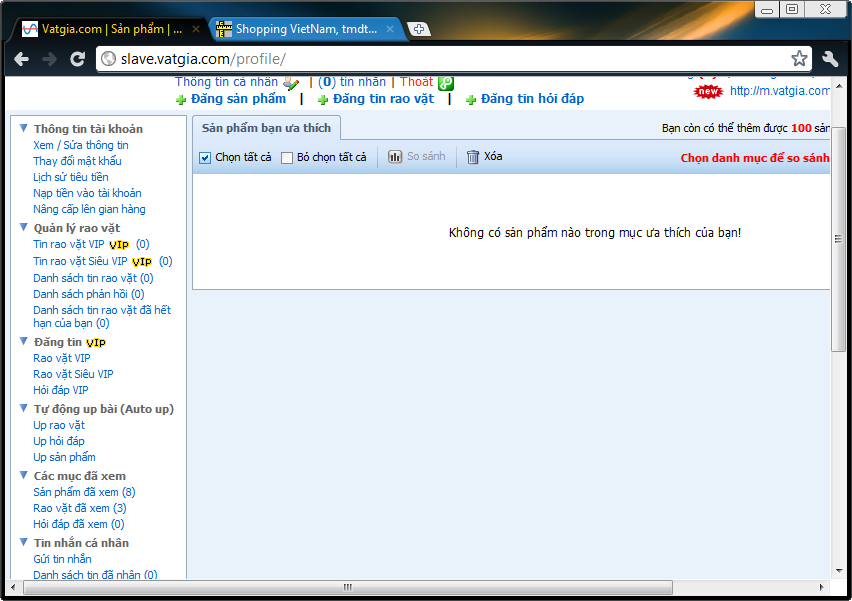 Vatgia.com | Sản phẩm | ...
Shopping VietNam, tmdt...
slave.vatgia.com/profile/
Thông tin cá nhân | (0) tin nhắn | Thoát
new http://m.vatgia.com
Đăng sản phẩm | Đăng tin rao vặt | Đăng tin hỏi đáp
Thông tin tài khoản
Xem / Sửa thông tin
Thay đổi mật khẩu
Lịch sử tiêu tiền
Nạp tiền vào tài khoản
Nâng cấp lên gian hàng
Quản lý rao vặt
Tin rao vặt VIP VIP (0)
Tin rao vặt Siêu VIP VIP (0)
Danh sách tin rao vặt (0)
Danh sách phản hồi (0)
Danh sách tin rao vặt đã hết
hạn của bạn (0)
Đăng tin VIP
Rao vặt VIP
Rao vặt Siêu VIP
Hỏi đáp VIP
Tự động up bài (Auto up)
Up rao vặt
Up hỏi đáp
Up sản phẩm
Các mục đã xem
Sản phẩm đã xem (8)
Rao vặt đã xem (3)
Hỏi đáp đã xem (0)
Tin nhắn cá nhân
Gửi tin nhắn
Danh sách tin đã nhận (0)
Sản phẩm bạn ưa thích
Bạn còn có thể thêm được 100 sản
Chọn tất cả Bỏ chọn tất cả So sánh Xóa
Chọn danh mục để so sánh
Không có sản phẩm nào trong mục ưa thích của bạn!